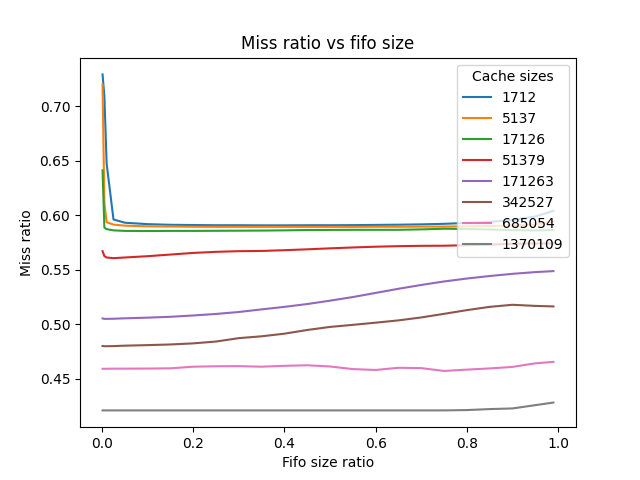 Miss ratio vs fifo size
Cache sizes
1712
5137
17126
51379
171263
342527
685054
1370109
Miss ratio
0.70
0.65
0.60
0.55
0.50
0.45
0.0 0.2 0.4 0.6 0.8 1.0
Fifo size ratio